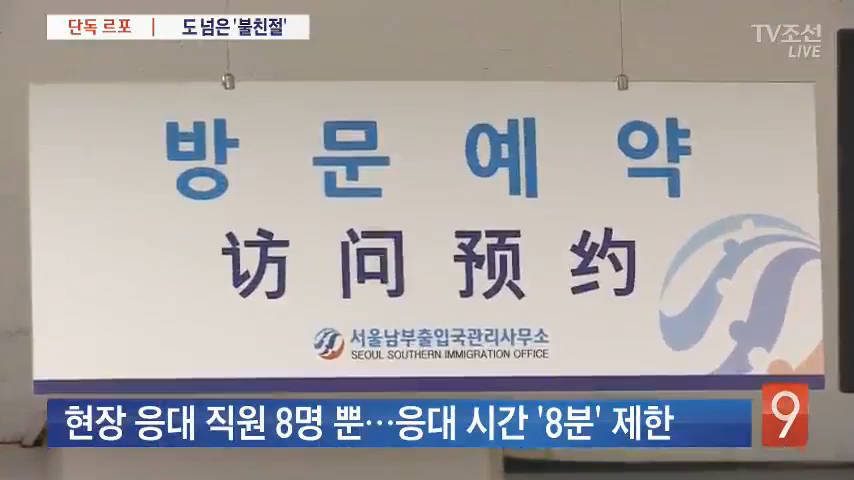 단독 르포 | 도 넘은 '불친절'
TV조선
LIVE
방문예약
访问预约
서울남부출입국관리사무소
SEOUL SOUTHERN IMMIGRATION OFFICE
현장 응대 직원 8명 뿐…응대 시간 '8분' 제한
9